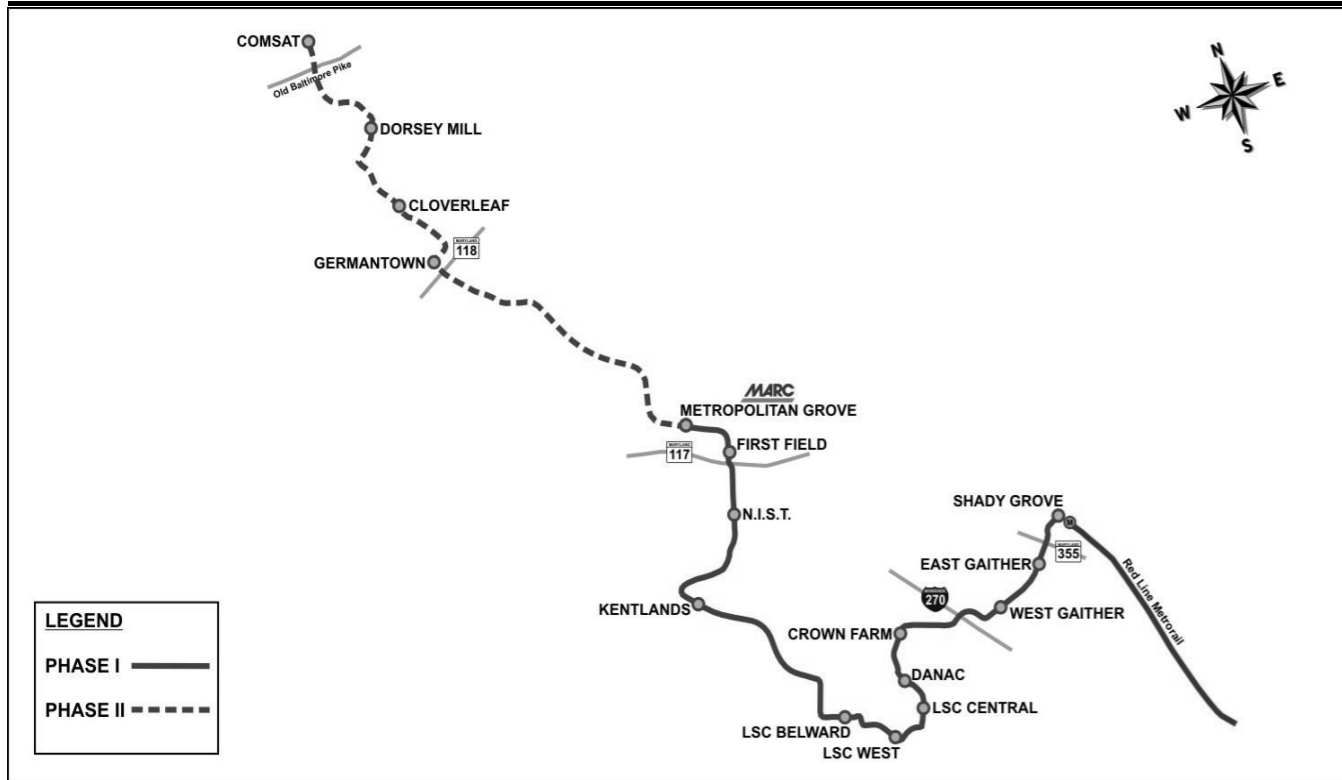 COMSAT
Old Baltimore Pike
N
E
W
S
DORSEY MILL
CLOVERLEAF
MARYLAND
118
GERMANTOWN
MARC
METROPOLITAN GROVE
FIRST FIELD
MARYLAND
117
N.I.S.T.
SHADY GROVE
M
MARYLAND
355
EAST GAITHER
Red Line Metrorail
270
WEST GAITHER
KENTLANDS
CROWN FARM
DANAC
LSC CENTRAL
LSC BELWARD
LSC WEST
LEGEND
PHASE I
PHASE II